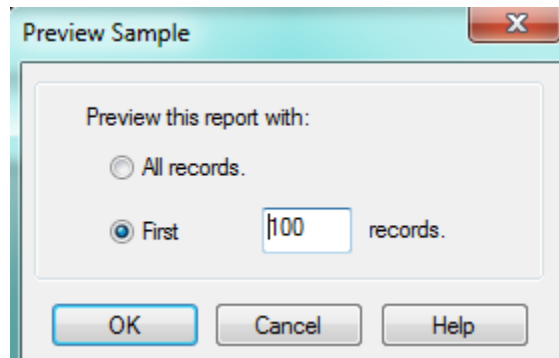 Preview Sample
Preview this report with:
All records.
First 100 records.
OK Cancel Help